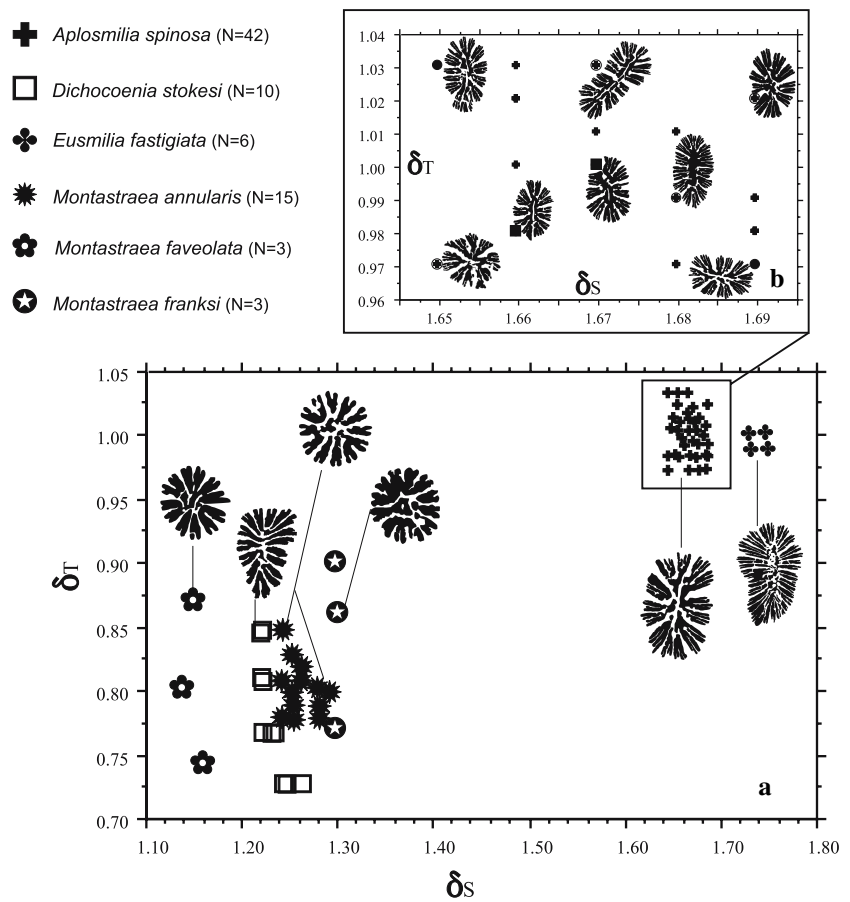 Aplosmilia spinosa (N=42)
Dichocoenia stokesi (N=10)
Eusmilia fastigiata (N=6)
Montastraea annularis (N=15)
Montastraea faveolata (N=3)
Montastraea franksi (N=3)
1.04
1.03
1.02
1.01
1.00
0.99
0.98
0.97
0.96
δT
1.65 1.66 1.67 1.68 1.69
δS
b
1.05
1.00
0.95
0.90
0.85
0.80
0.75
0.70
δT
a
1.10 1.20 1.30 1.40 1.50 1.60 1.70 1.80
δS